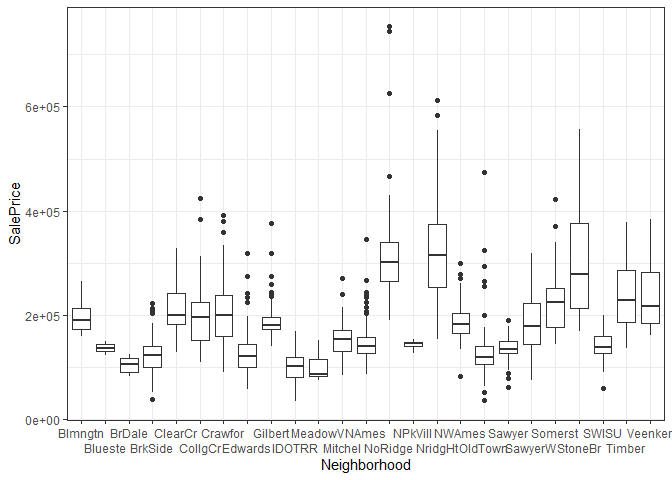 6e+05
4e+05
2e+05
0e+00
SalePrice
Blmngtn BrDale ClearCr Crawfor Gilbert MeadowV NAmes NPkVill NWAmes Sawyer Somerst SWISU Veenker
Blueste BrkSide CollgCr Edwards IDOTRR Mitchel NoRidge NridgHt OldTown SawyerW StoneBr Timber
Neighborhood